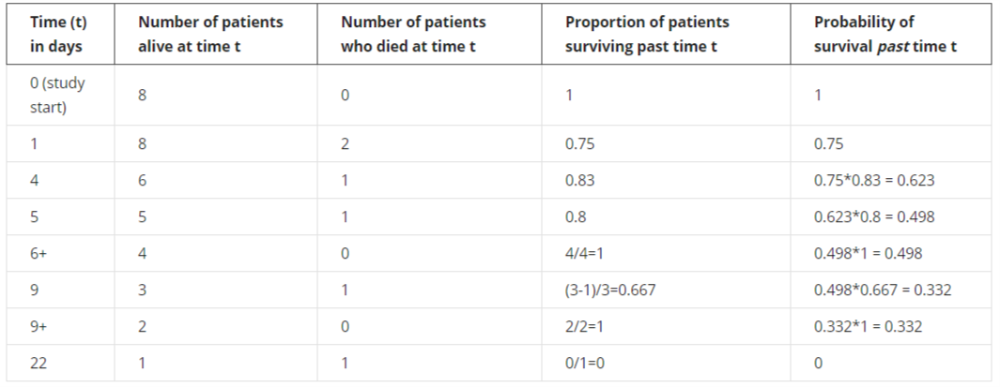 Time (t) in days | Number of patients alive at time t | Number of patients who died at time t | Proportion of patients surviving past time t | Probability of survival past time t
0 (study start) | 8 | 0 | 1 | 1
1 | 8 | 2 | 0.75 | 0.75
4 | 6 | 1 | 0.83 | 0.75*0.83 = 0.623
5 | 5 | 1 | 0.8 | 0.623*0.8 = 0.498
6+ | 4 | 0 | 4/4=1 | 0.498*1 = 0.498
9 | 3 | 1 | (3-1)/3=0.667 | 0.498*0.667 = 0.332
9+ | 2 | 0 | 2/2=1 | 0.332*1 = 0.332
22 | 1 | 1 | 0/1=0 | 0